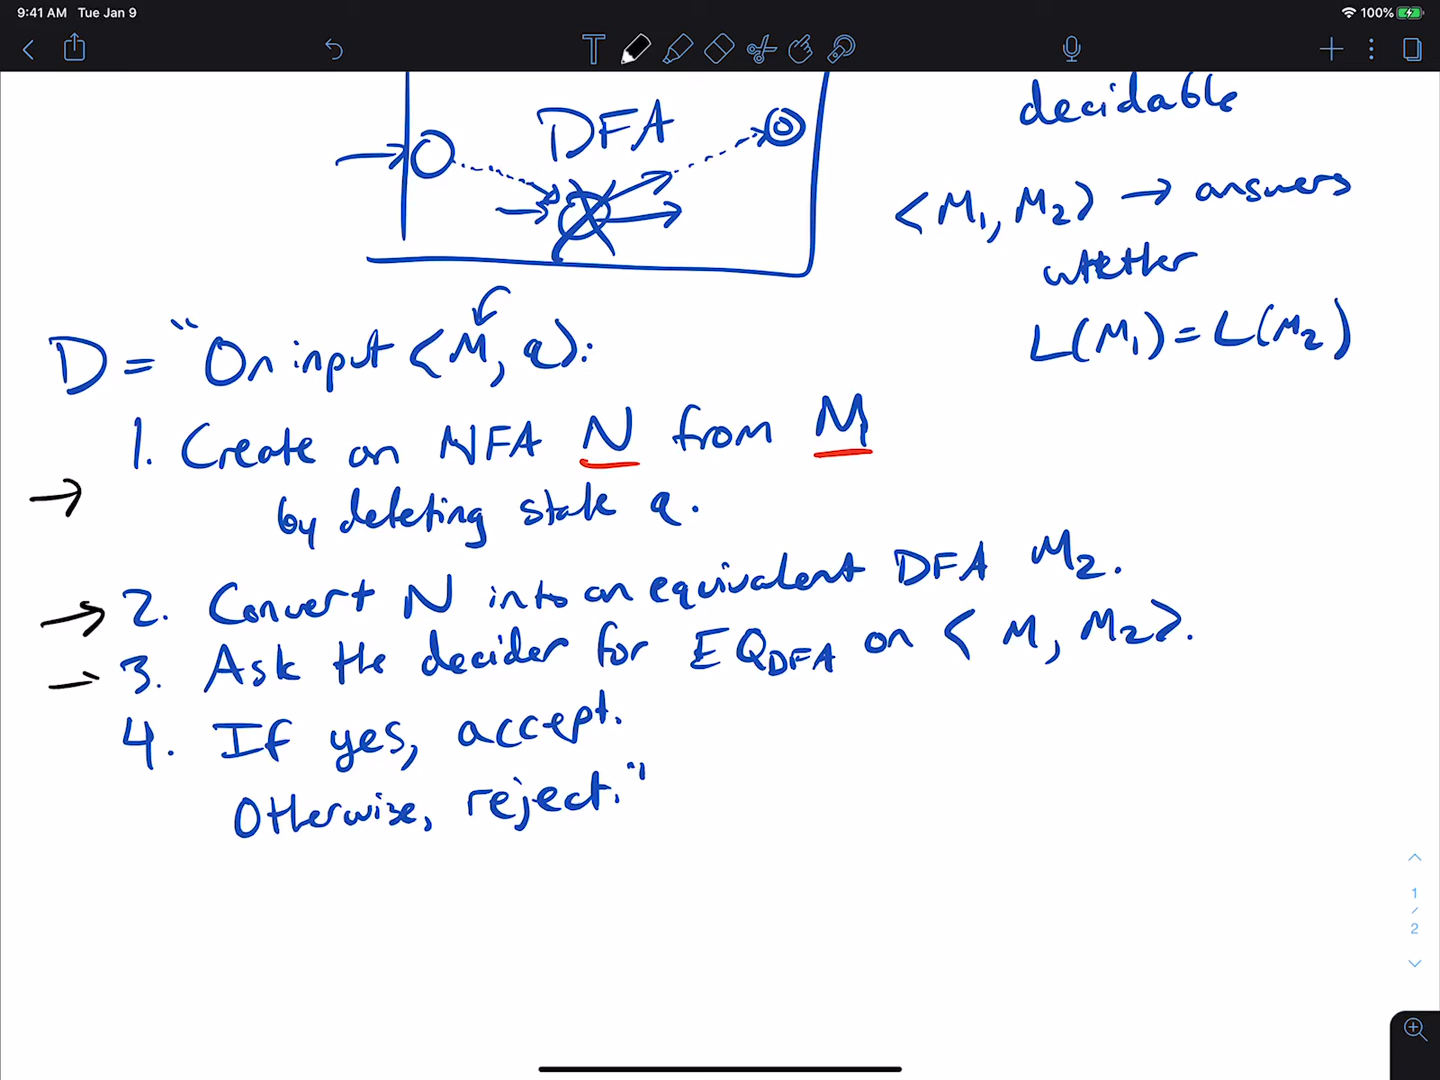 9:41 AM Tue Jan 9
100%
T
DFA
decidable
<M₁, M₂> → answers
whether
L(M₁) = L(M₂)
D = "On input <M, q>:
1. Create an NFA N from M
by deleting state q.
2. Convert N into an equivalent DFA M₂.
3. Ask the decider for EQ_DFA on <M, M₂>.
4. If yes, accept.
Otherwise, reject."
1
/
2